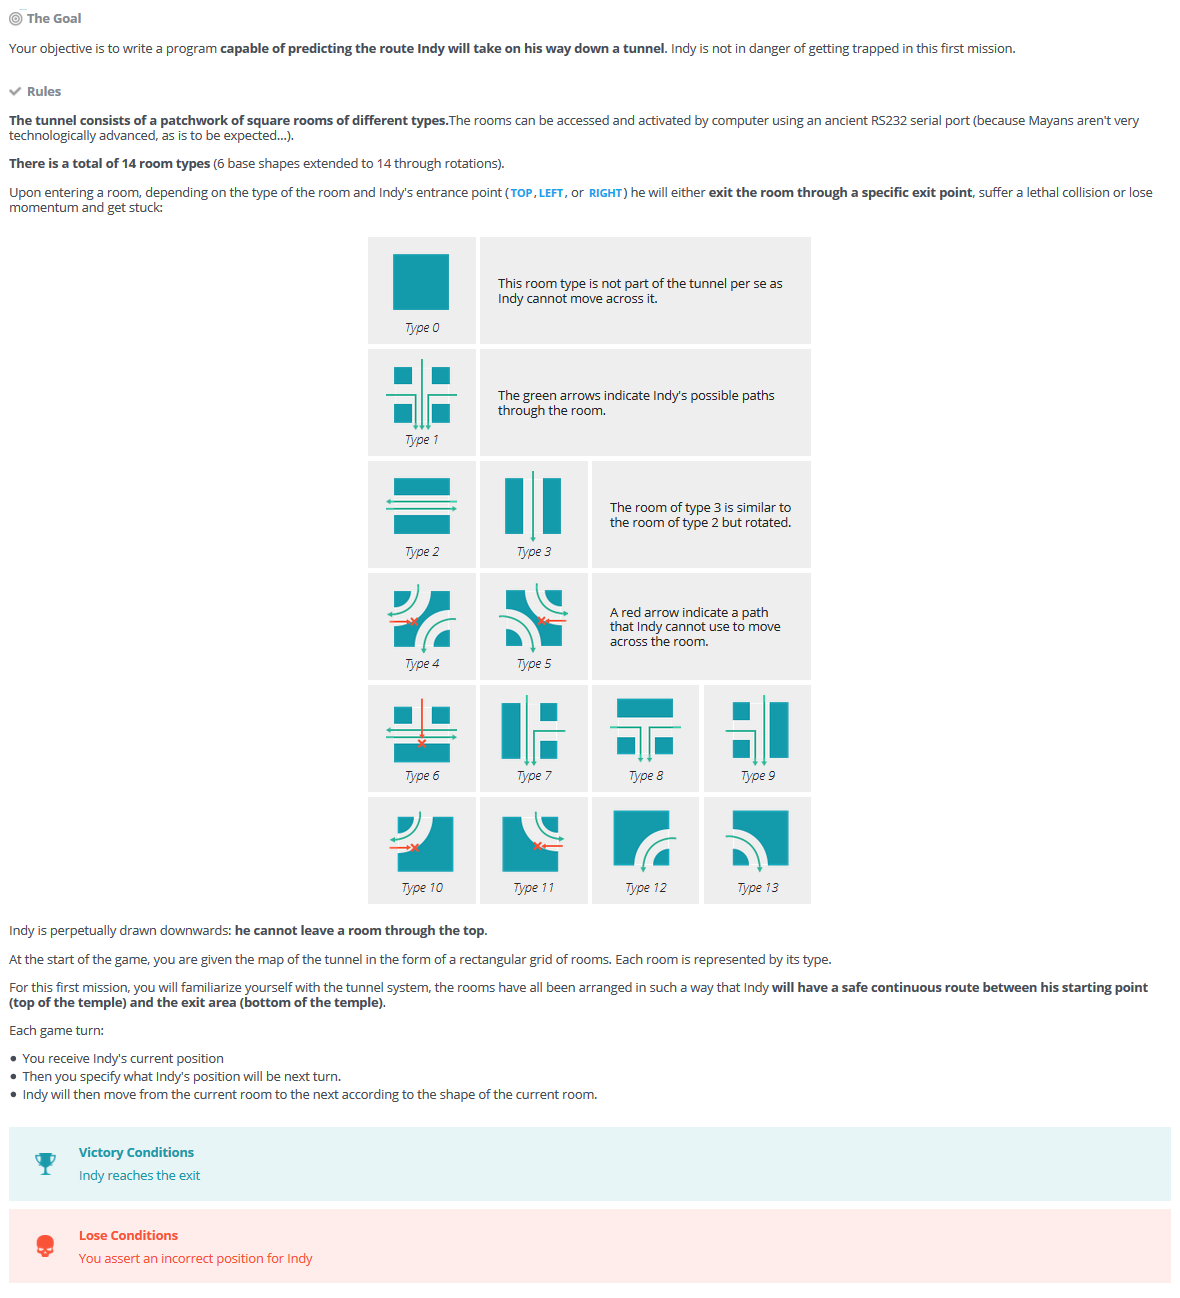 The Goal
Your objective is to write a program capable of predicting the route Indy will take on his way down a tunnel. Indy is not in danger of getting trapped in this first mission.
Rules
The tunnel consists of a patchwork of square rooms of different types.The rooms can be accessed and activated by computer using an ancient RS232 serial port (because Mayans aren't very
technologically advanced, as is to be expected...).
There is a total of 14 room types (6 base shapes extended to 14 through rotations).
Upon entering a room, depending on the type of the room and Indy's entrance point (TOP, LEFT, or RIGHT) he will either exit the room through a specific exit point, suffer a lethal collision or lose
momentum and get stuck:
This room type is not part of the tunnel per se as
Indy cannot move across it.
Type 0
The green arrows indicate Indy's possible paths
through the room.
Type 1
The room of type 3 is similar to
the room of type 2 but rotated.
Type 2
Type 3
A red arrow indicate a path
that Indy cannot use to move
across the room.
Type 4
Type 5
Type 6
Type 7
Type 8
Type 9
Type 10
Type 11
Type 12
Type 13
Indy is perpetually drawn downwards: he cannot leave a room through the top.
At the start of the game, you are given the map of the tunnel in the form of a rectangular grid of rooms. Each room is represented by its type.
For this first mission, you will familiarize yourself with the tunnel system, the rooms have all been arranged in such a way that Indy will have a safe continuous route between his starting point
(top of the temple) and the exit area (bottom of the temple).
Each game turn:
• You receive Indy's current position
• Then you specify what Indy's position will be next turn.
• Indy will then move from the current room to the next according to the shape of the current room.
Victory Conditions
Indy reaches the exit
Lose Conditions
You assert an incorrect position for Indy